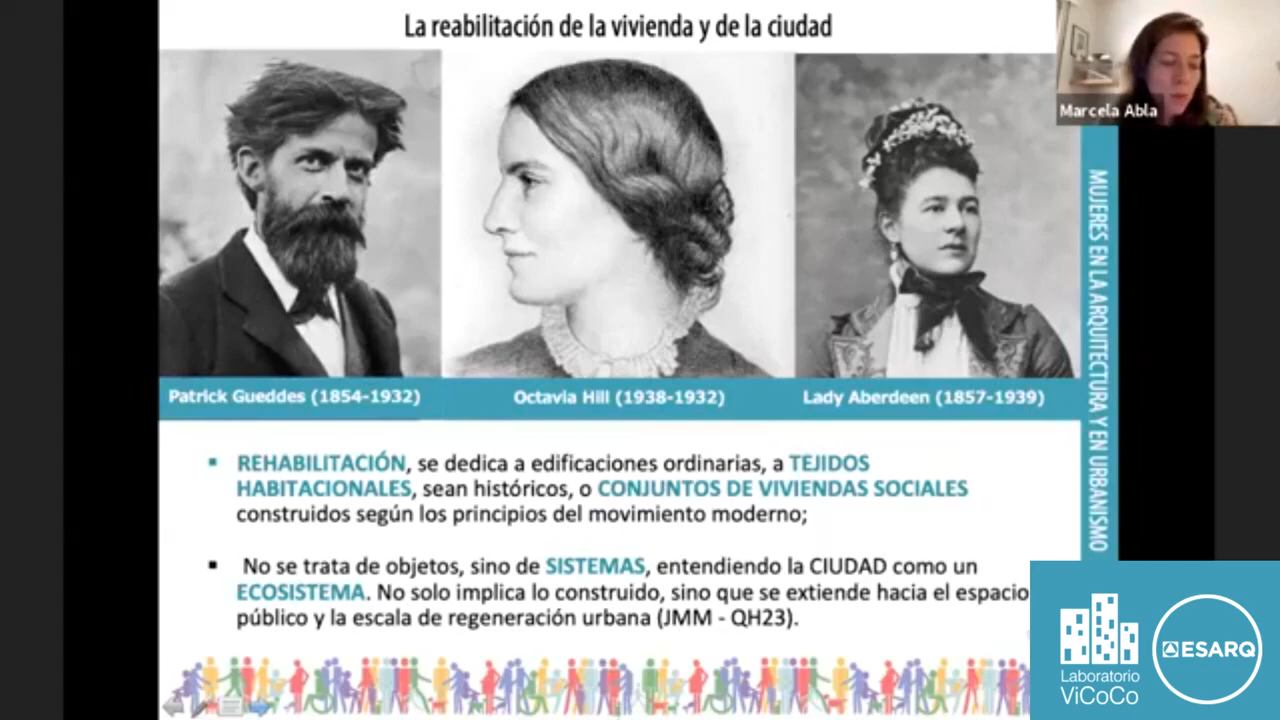 La reabilitación de la vivienda y de la ciudad
Marcela Abla
MUJERES EN LA ARQUITECTURA Y EN URBANISMO
Patrick Gueddes (1854-1932)
Octavia Hill (1938-1932)
Lady Aberdeen (1857-1939)
REHABILITACIÓN, se dedica a edificaciones ordinarias, a TEJIDOS
HABITACIONALES, sean históricos, o CONJUNTOS DE VIVIENDAS SOCIALES
construidos según los principios del movimiento moderno;
No se trata de objetos, sino de SISTEMAS, entendiendo la CIUDAD como un
ECOSISTEMA. No solo implica lo construido, sino que se extiende hacia el espacio
público y la escala de regeneración urbana (JMM - QH23).
Laboratorio
ViCoCo
ESARQ